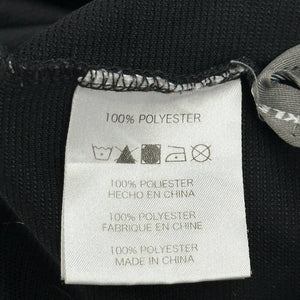 100% POLYESTER
100% POLIESTER
HECHO EN CHINA
100% POLYESTER
FABRIQUE EN CHINE
100% POLYESTER
MADE IN CHINA